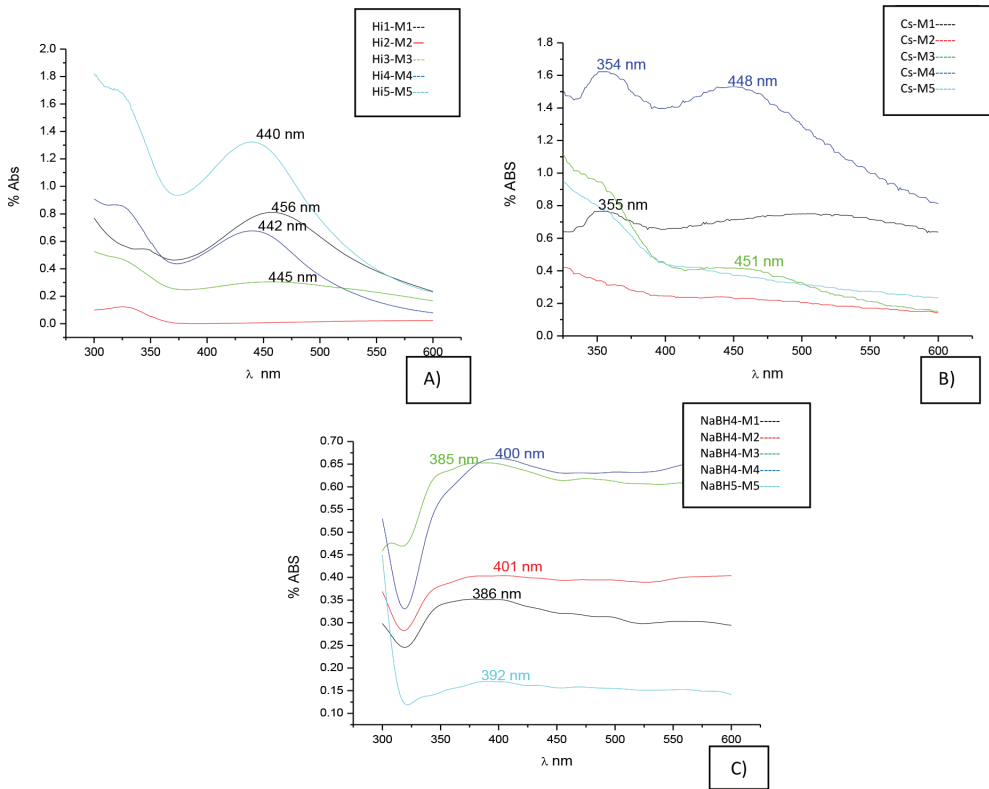 Hi1-M1---
Hi2-M2—
Hi3-M3---
Hi4-M4---
Hi5-M5---
2.0
1.8
1.6
1.4
1.2
1.0
0.8
0.6
0.4
0.2
0.0
% Abs
440 nm
456 nm
442 nm
445 nm
300 350 400 450 500 550 600
λ nm
A)
Cs-M1-----
Cs-M2-----
Cs-M3-----
Cs-M4-----
Cs-M5-----
1.8
1.6
1.4
1.2
1.0
0.8
0.6
0.4
0.2
0.0
% ABS
354 nm
448 nm
355 nm
451 nm
350 400 450 500 550 600
λ nm
B)
NaBH4-M1-----
NaBH4-M2-----
NaBH4-M3-----
NaBH4-M4-----
NaBH5-M5-----
0.70
0.65
0.60
0.55
0.50
0.45
0.40
0.35
0.30
0.25
0.20
0.15
0.10
% ABS
385 nm
400 nm
401 nm
386 nm
392 nm
300 350 400 450 500 550 600
λ nm
C)